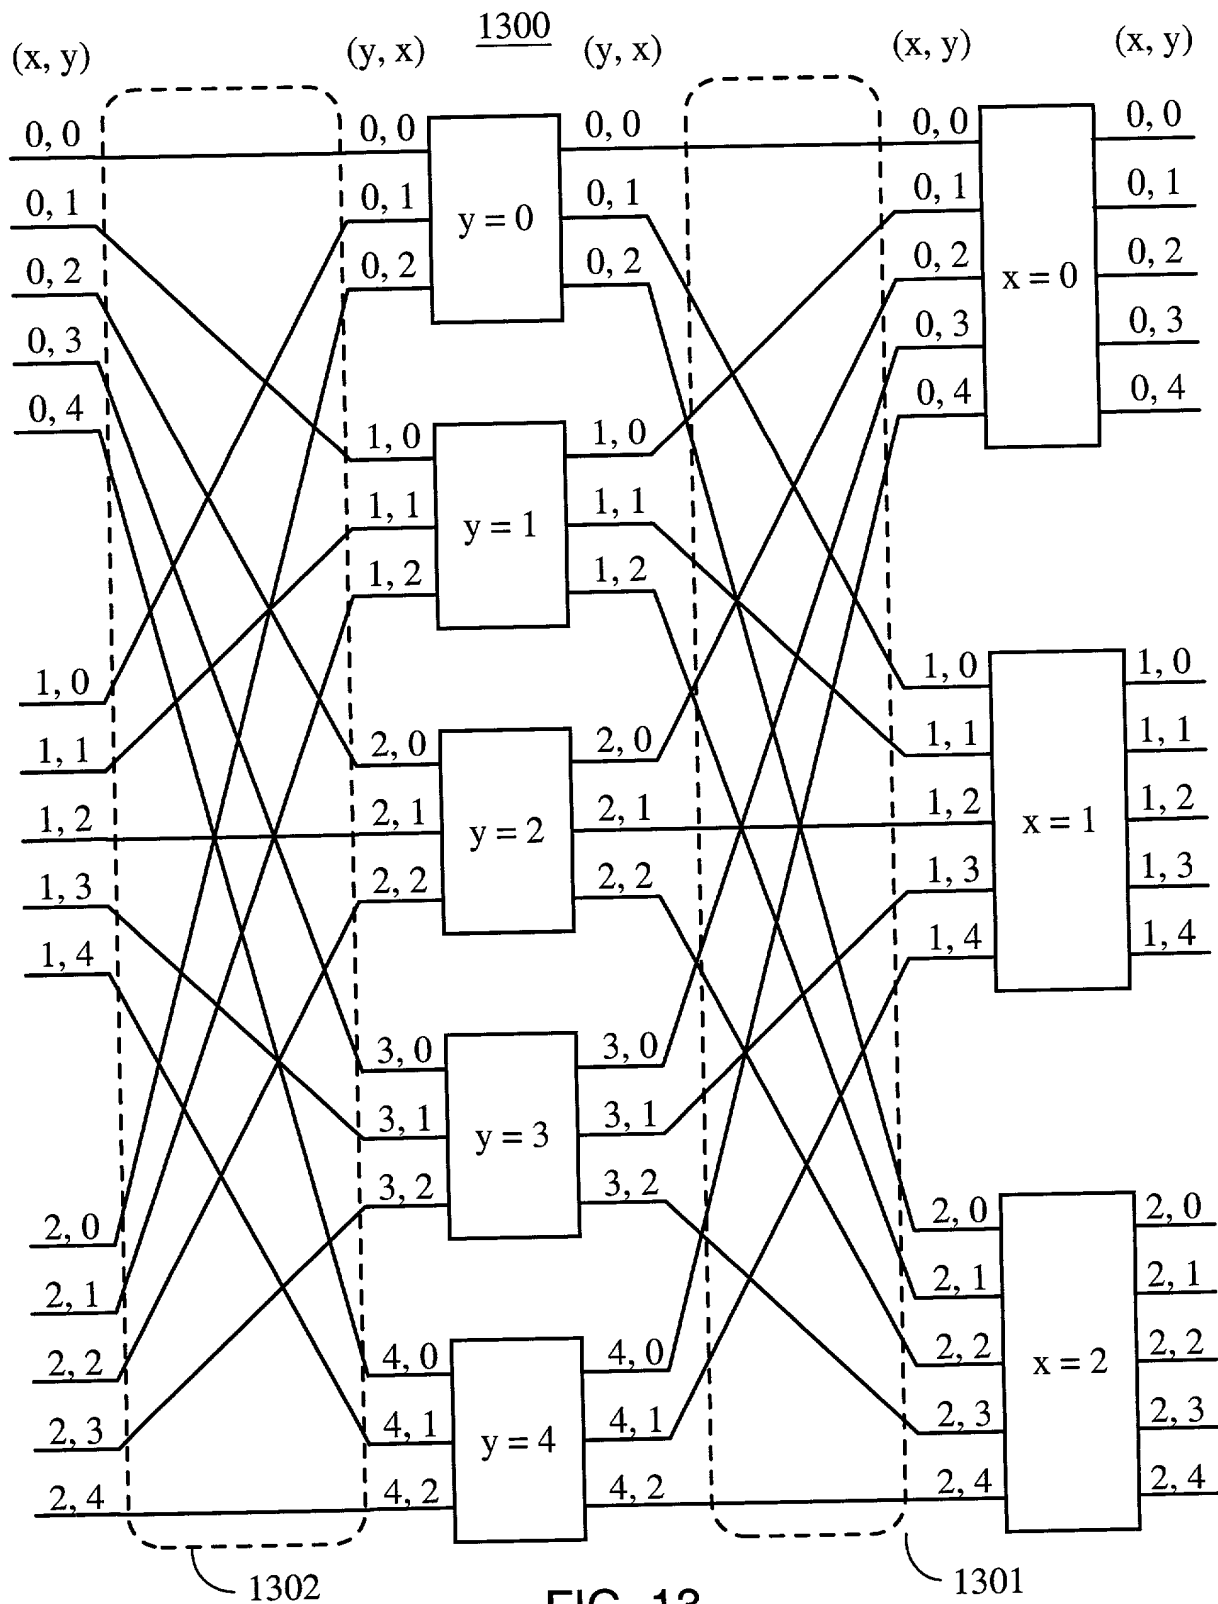 1300
(x, y) (y, x) (y, x) (x, y) (x, y)
0, 0 0, 0 0, 0 0, 0 0, 0
0, 1 0, 1 0, 1 0, 1 0, 1
0, 2 0, 2 0, 2 0, 2 0, 2
0, 3 0, 3 0, 3
0, 4 0, 4 0, 4
y = 0
x = 0
1, 0 1, 0
1, 1 1, 1
1, 2 1, 2
y = 1
1, 0 1, 0 1, 0
1, 1 1, 1 1, 1
1, 2 1, 2 1, 2
1, 3 1, 3 1, 3
1, 4 1, 4 1, 4
x = 1
2, 0 2, 0
2, 1 2, 1
2, 2 2, 2
y = 2
3, 0 3, 0
3, 1 3, 1
3, 2 3, 2
y = 3
2, 0 2, 0 2, 0
2, 1 2, 1 2, 1
2, 2 2, 2 2, 2
2, 3 2, 3 2, 3
2, 4 2, 4 2, 4
x = 2
4, 0 4, 0
4, 1 4, 1
4, 2 4, 2
y = 4
1302
1301
FIG. 13